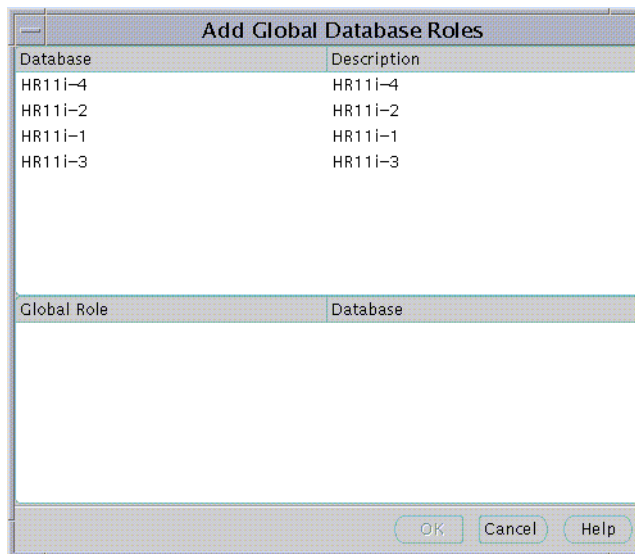 Add Global Database Roles
Database Description
HR11i-4 HR11i-4
HR11i-2 HR11i-2
HR11i-1 HR11i-1
HR11i-3 HR11i-3
Global Role Database
OK Cancel Help